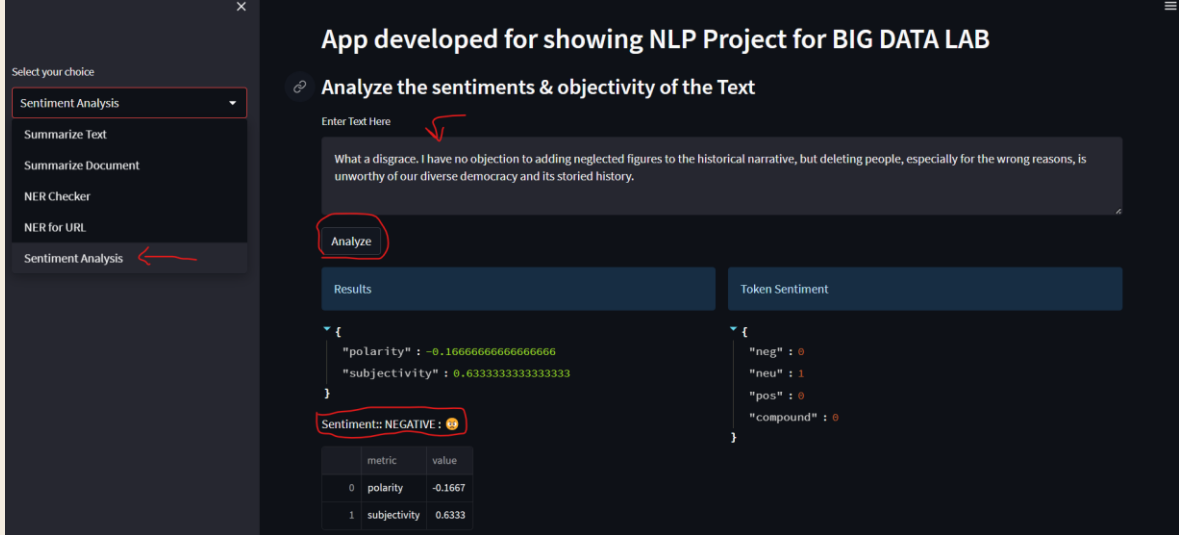 App developed for showing NLP Project for BIG DATA LAB
Select your choice
Sentiment Analysis
Summarize Text
Summarize Document
NER Checker
NER for URL
Sentiment Analysis
Analyze the sentiments & objectivity of the Text
Enter Text Here
What a disgrace. I have no objection to adding neglected figures to the historical narrative, but deleting people, especially for the wrong reasons, is
unworthy of our diverse democracy and its storied history.
Analyze
Results
{
"polarity" : -0.16666666666666666
"subjectivity" : 0.6333333333333333
}
Sentiment:: NEGATIVE : 😠
metric value
0 polarity -0.1667
1 subjectivity 0.6333
Token Sentiment
{
"neg" : 0
"neu" : 1
"pos" : 0
"compound" : 0
}